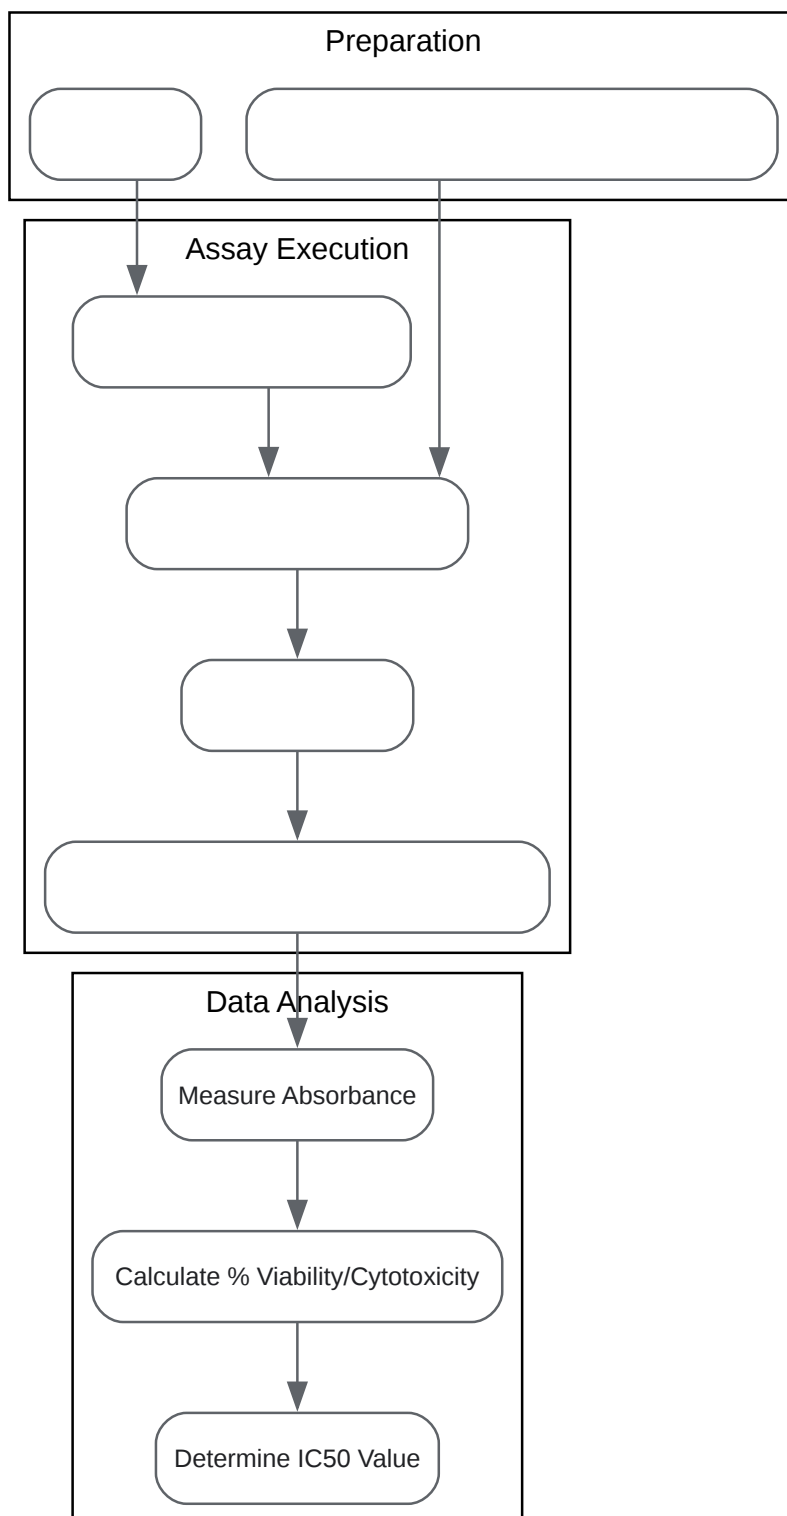 Preparation
Assay Execution
Data Analysis
Measure Absorbance
Calculate % Viability/Cytotoxicity
Determine IC50 Value